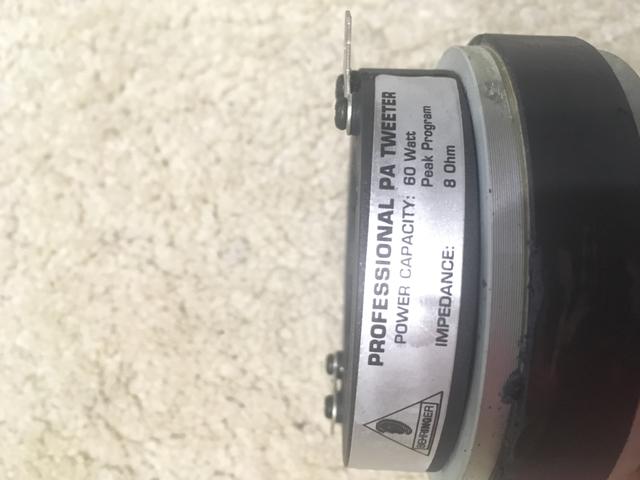 PROFESSIONAL PA TWEETER
POWER CAPACITY: 60 Watt
Peak Program
IMPEDANCE: 8 Ohm
BEHRINGER